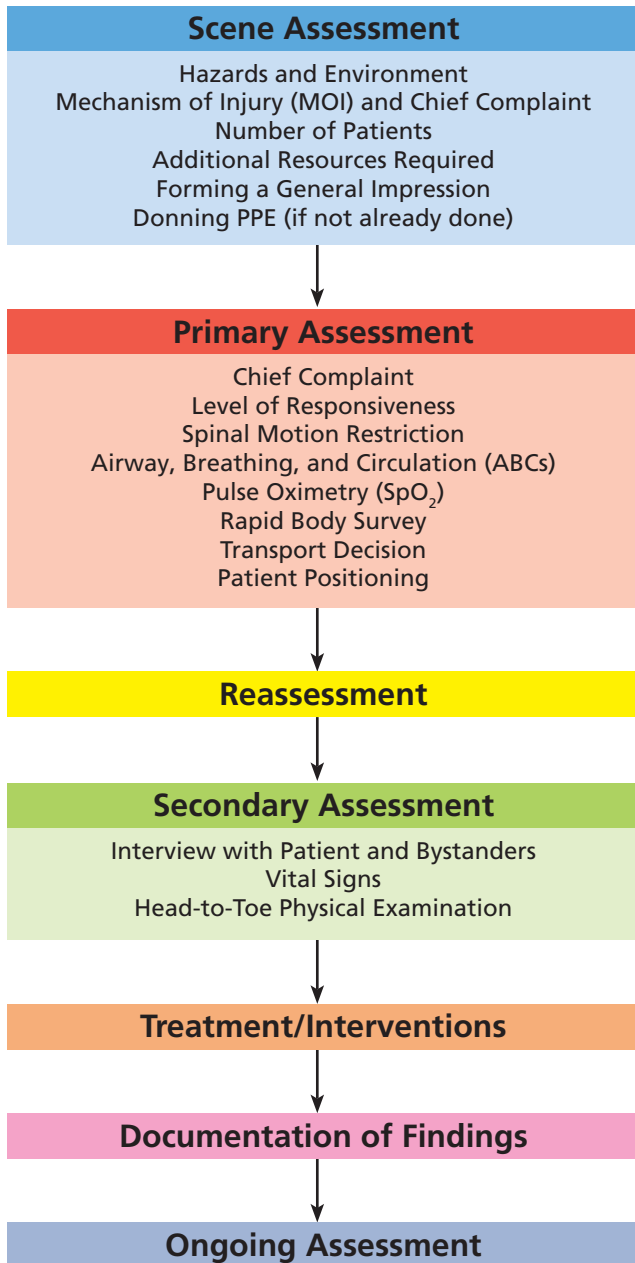 Scene Assessment
Hazards and Environment
Mechanism of Injury (MOI) and Chief Complaint
Number of Patients
Additional Resources Required
Forming a General Impression
Donning PPE (if not already done)
Primary Assessment
Chief Complaint
Level of Responsiveness
Spinal Motion Restriction
Airway, Breathing, and Circulation (ABCs)
Pulse Oximetry (SpO₂)
Rapid Body Survey
Transport Decision
Patient Positioning
Reassessment
Secondary Assessment
Interview with Patient and Bystanders
Vital Signs
Head-to-Toe Physical Examination
Treatment/Interventions
Documentation of Findings
Ongoing Assessment